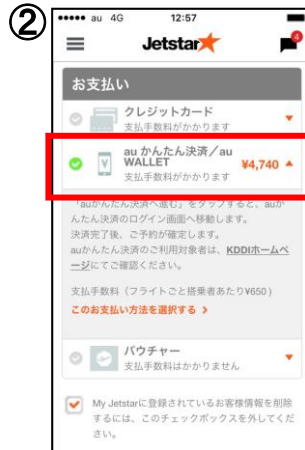 ②
au 4G 12:57
Jetstar
4
お支払い
クレジットカード
支払手数料がかかります
au かんたん決済／au
WALLET
¥4,740
支払手数料がかかります
「auかんたん決済へ進む」をタップすると、auか
んたん決済のログイン画面へ移動します。
決済完了後、ご予約が確定します。
auかんたん決済のご利用対象者は、KDDIホームペ
ージにてご確認ください。
支払手数料（フライトごと搭乗者あたり¥650）
このお支払い方法を選択する
バウチャー
支払手数料はかかりません
My Jetstarに登録されているお客様情報を削除
するには、このチェックボックスを外してくだ
さい。